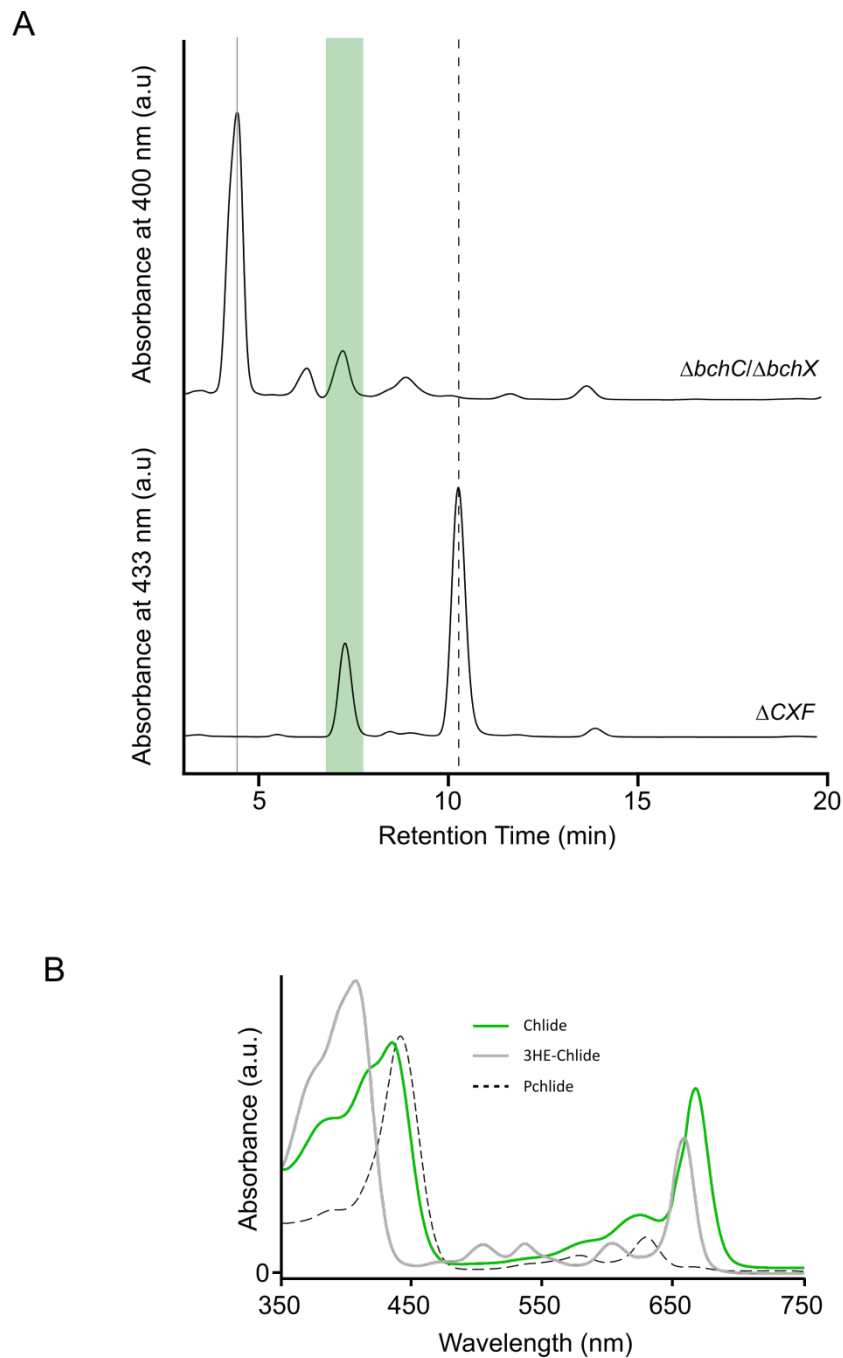 A
Absorbance at 400 nm (a.u)
ΔbchC/ΔbchX
Absorbance at 433 nm (a.u)
ΔCXF
5
10
15
20
Retention Time (min)
B
Absorbance (a.u.)
Chlide
3HE-Chlide
Pchlide
0
350
450
550
650
750
Wavelength (nm)